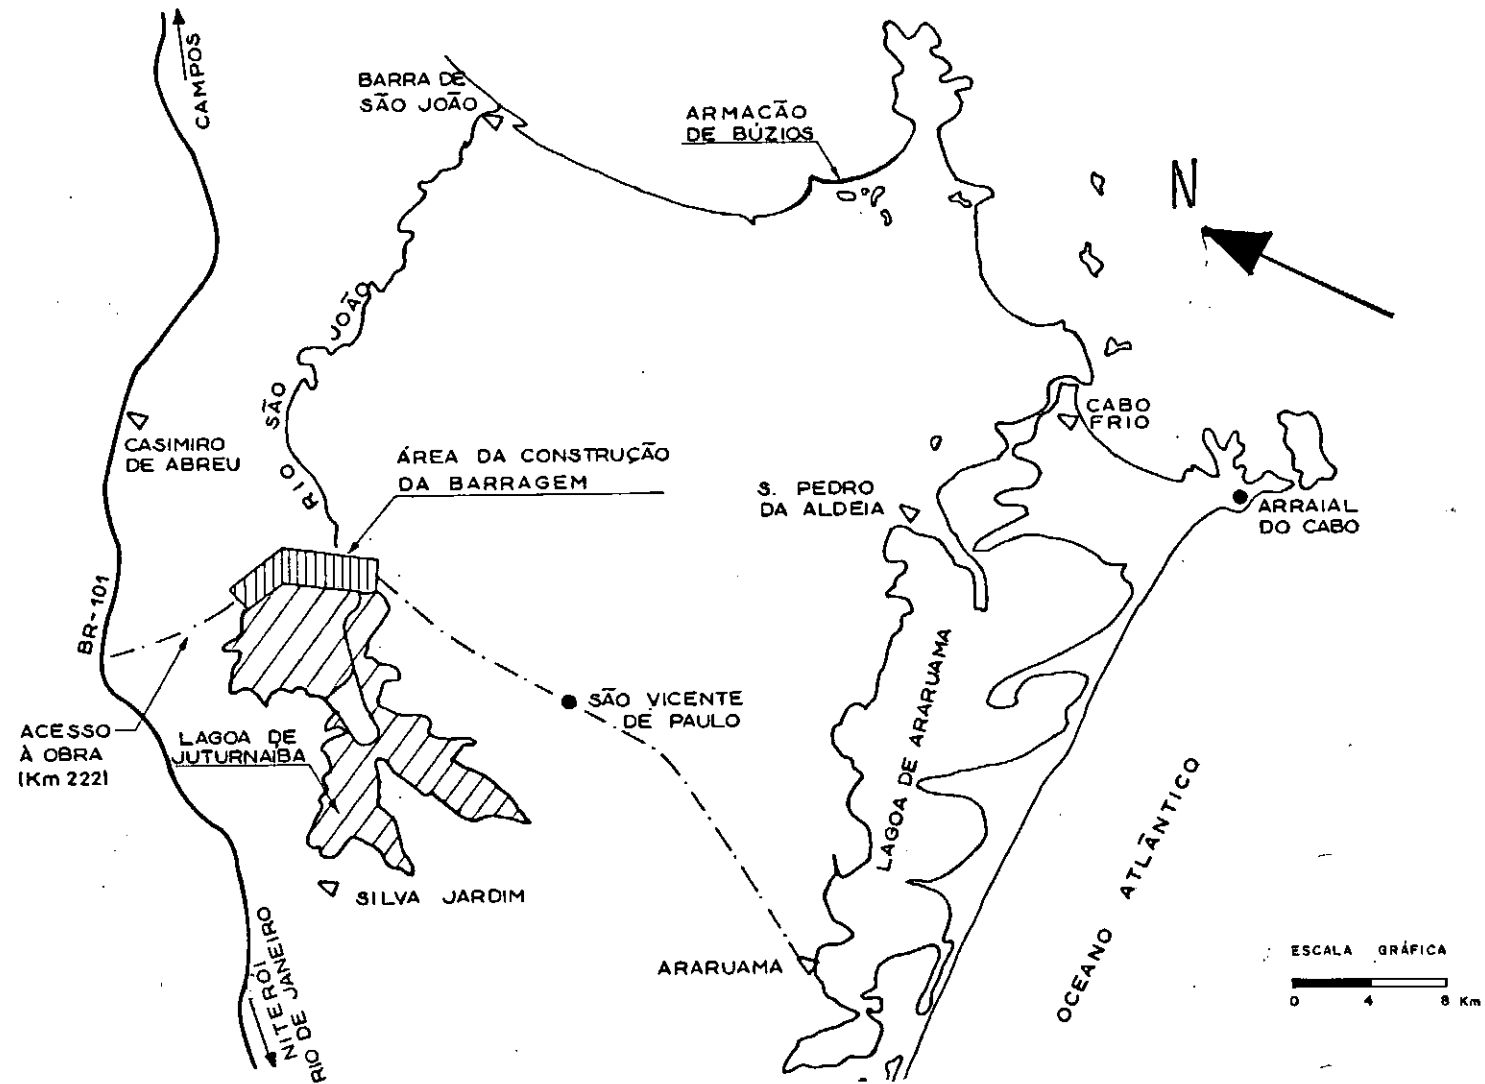 CAMPOS
BARRA DE
SÃO JOÃO
ARMAÇÃO
DE BÚZIOS
N
RIO SÃO JOÃO
CASIMIRO
DE ABREU
ÁREA DA CONSTRUÇÃO
DA BARRAGEM
CABO
FRIO
S. PEDRO
DA ALDEIA
ARRAIAL
DO CABO
BR-101
ACESSO
À OBRA
(Km 222)
LAGOA DE
JUTURNAÍBA
SÃO VICENTE
DE PAULO
LAGOA DE ARARUAMA
OCEANO ATLÂNTICO
SILVA JARDIM
ARARUAMA
NITERÓI
RIO DE JANEIRO
ESCALA GRÁFICA
0 4 8 Km